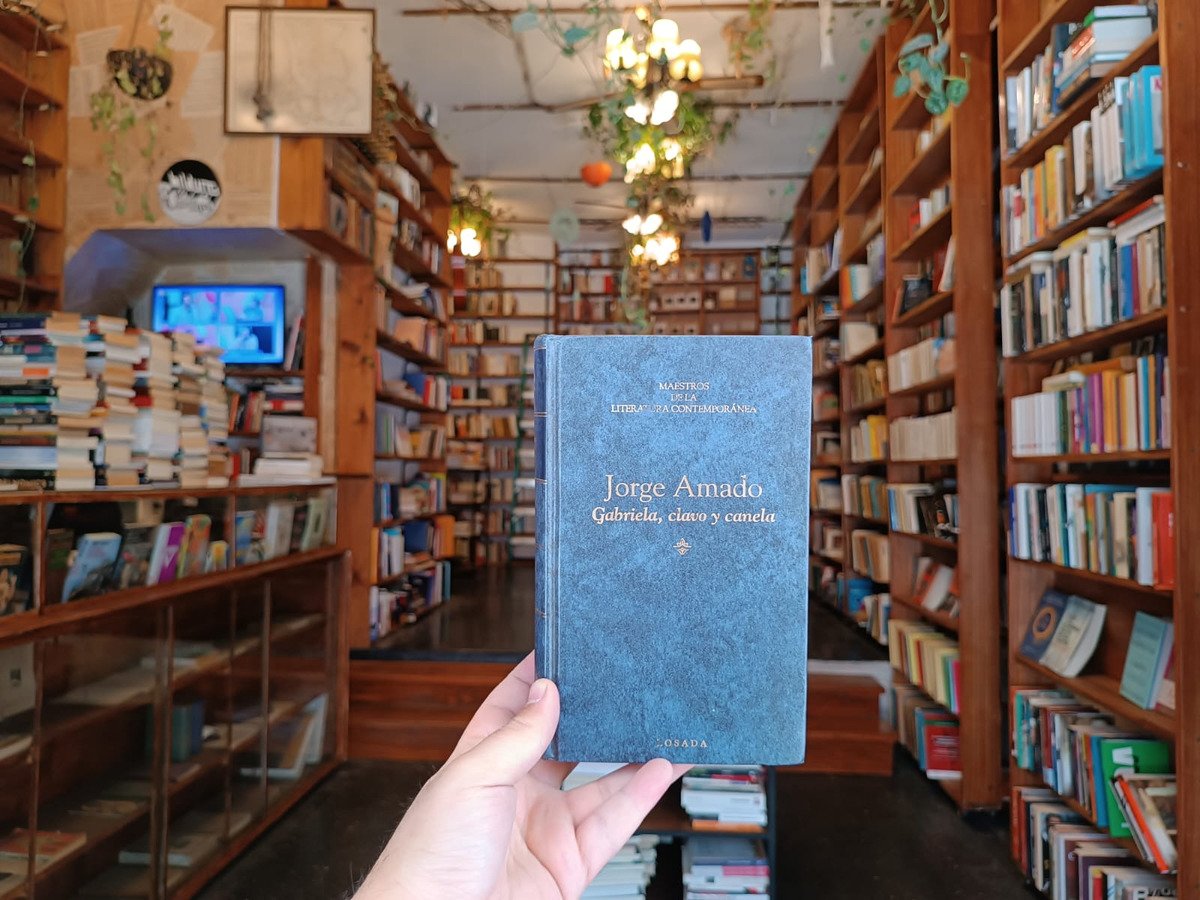 MAESTROS
DE LA
LITERATURA CONTEMPORÁNEA
Jorge Amado
Gabriela, clavo y canela
LOSADA